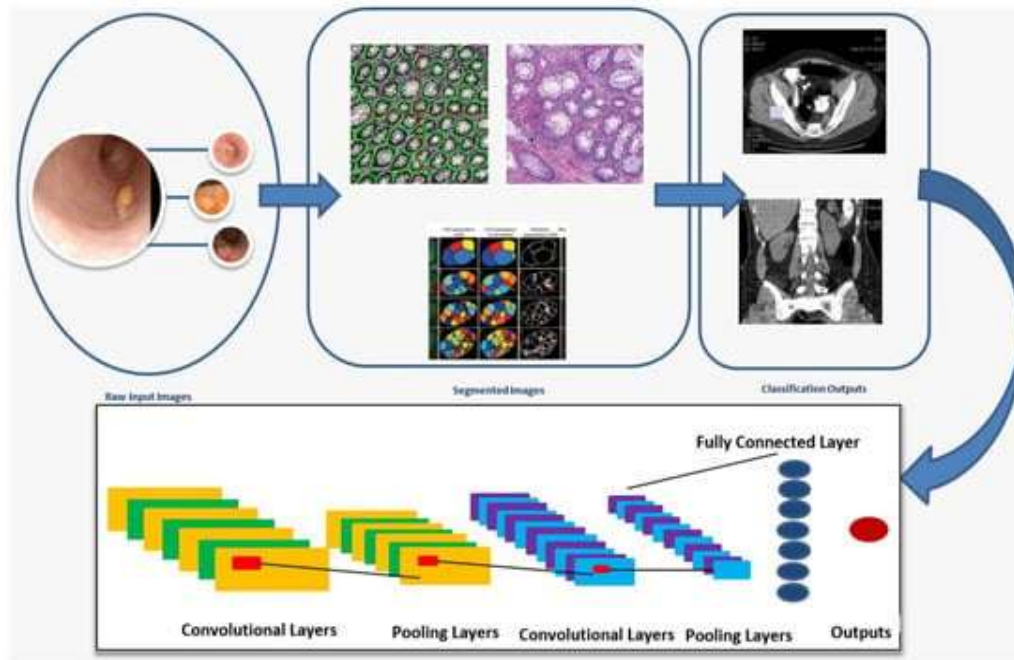 Raw Input Images
Segmented Images
Classification Outputs
Fully Connected Layer
Convolutional Layers
Pooling Layers
Convolutional Layers
Pooling Layers
Outputs